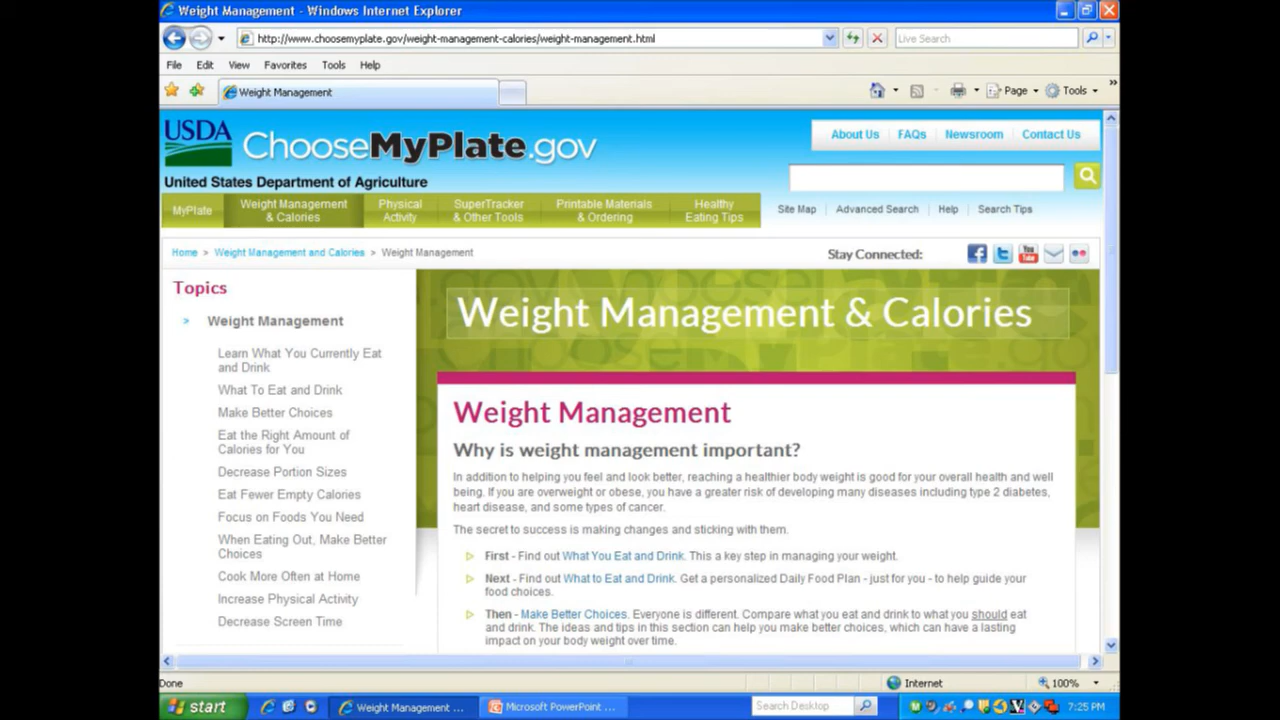 Weight Management - Windows Internet Explorer
http://www.choosemyplate.gov/weight-management-calories/weight-management.html
Live Search
File Edit View Favorites Tools Help
Weight Management
Page Tools
USDA ChooseMyPlate.gov
About Us FAQs Newsroom Contact Us
United States Department of Agriculture
MyPlate
Weight Management
& Calories
Physical
Activity
SuperTracker
& Other Tools
Printable Materials
& Ordering
Healthy
Eating Tips
Site Map Advanced Search Help Search Tips
Home > Weight Management and Calories > Weight Management
Stay Connected:
You Tube
Topics
> Weight Management
Learn What You Currently Eat
and Drink
What To Eat and Drink
Make Better Choices
Eat the Right Amount of
Calories for You
Decrease Portion Sizes
Eat Fewer Empty Calories
Focus on Foods You Need
When Eating Out, Make Better
Choices
Cook More Often at Home
Increase Physical Activity
Decrease Screen Time
Weight Management & Calories
Weight Management
Why is weight management important?
In addition to helping you feel and look better, reaching a healthier body weight is good for your overall health and well
being. If you are overweight or obese, you have a greater risk of developing many diseases including type 2 diabetes,
heart disease, and some types of cancer.
The secret to success is making changes and sticking with them.
First - Find out What You Eat and Drink. This a key step in managing your weight.
Next - Find out What to Eat and Drink. Get a personalized Daily Food Plan - just for you - to help guide your
food choices.
Then - Make Better Choices. Everyone is different. Compare what you eat and drink to what you should eat
and drink. The ideas and tips in this section can help you make better choices, which can have a lasting
impact on your body weight over time.
Done
Internet
100%
start
Weight Management ...
Microsoft PowerPoint ...
Search Desktop
7:25 PM